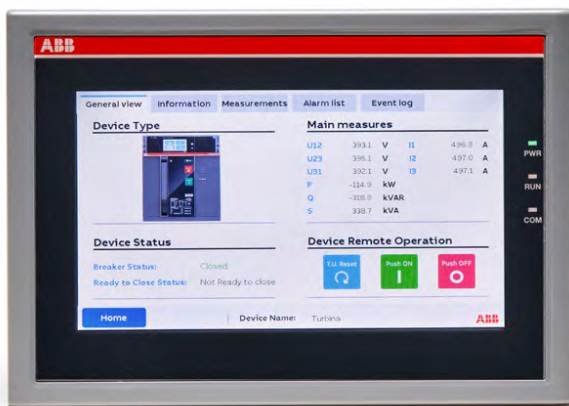 ABB
General view Information Measurements Alarm list Event log
Device Type
Main measures
U12 393.1 V I1 496.8 A
U23 396.1 V I2 497.0 A
U31 392.1 V I3 497.1 A
P -114.9 kW
Q -318.8 kVAR
S 338.7 kVA
PWR
RUN
COM
Device Status
Device Remote Operation
Breaker Status: Closed
Ready to Close Status: Not Ready to close
T.U. Reset Push ON Push OFF
Home Device Name: Turbina ABB